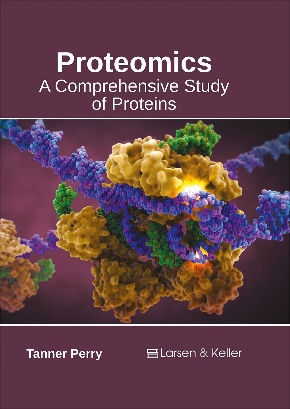 Proteomics
A Comprehensive Study
of Proteins
Tanner Perry
Larsen & Keller